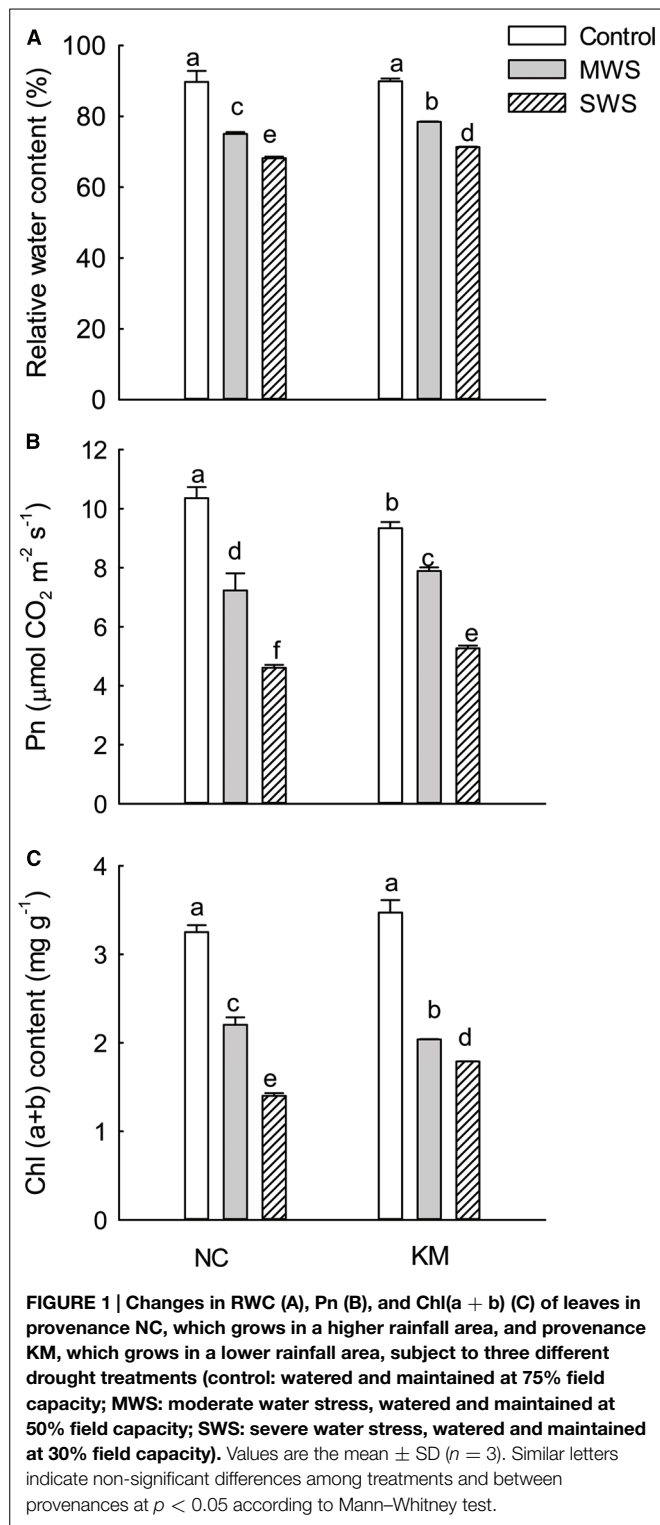 A
Relative water content (%)
100
80
60
40
20
0
a
c
e
a
b
d
Control
MWS
SWS
B
Pn (μmol CO₂ m⁻² s⁻¹)
12
10
8
6
4
2
0
a
d
f
b
c
e
C
Chl (a+b) content (mg g⁻¹)
4
3
2
1
0
a
c
e
a
b
d
NC
KM
FIGURE 1 | Changes in RWC (A), Pn (B), and Chl(a + b) (C) of leaves in
provenance NC, which grows in a higher rainfall area, and provenance
KM, which grows in a lower rainfall area, subject to three different
drought treatments (control: watered and maintained at 75% field
capacity; MWS: moderate water stress, watered and maintained at
50% field capacity; SWS: severe water stress, watered and maintained
at 30% field capacity). Values are the mean ± SD (n = 3). Similar letters
indicate non-significant differences among treatments and between
provenances at p < 0.05 according to Mann–Whitney test.